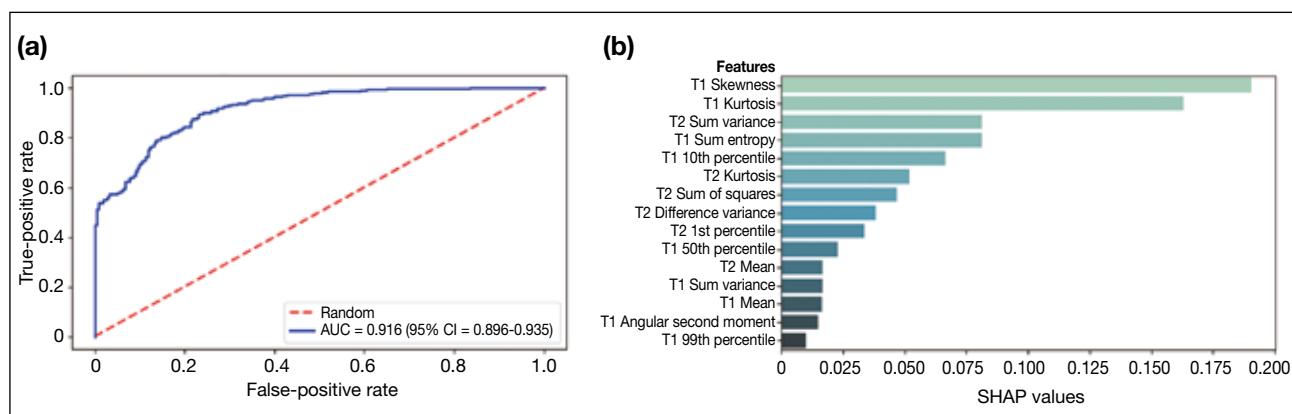 (a)
1.0
0.8
0.6
0.4
0.2
0
True-positive rate
Random
AUC = 0.916 (95% CI = 0.896-0.935)
0
0.2
0.4
0.6
0.8
1.0
False-positive rate
(b)
Features
T1 Skewness
T1 Kurtosis
T2 Sum variance
T1 Sum entropy
T1 10th percentile
T2 Kurtosis
T2 Sum of squares
T2 Difference variance
T2 1st percentile
T1 50th percentile
T2 Mean
T1 Sum variance
T1 Mean
T1 Angular second moment
T1 99th percentile
0
0.025
0.050
0.075
0.100
0.125
0.150
0.175
0.200
SHAP values